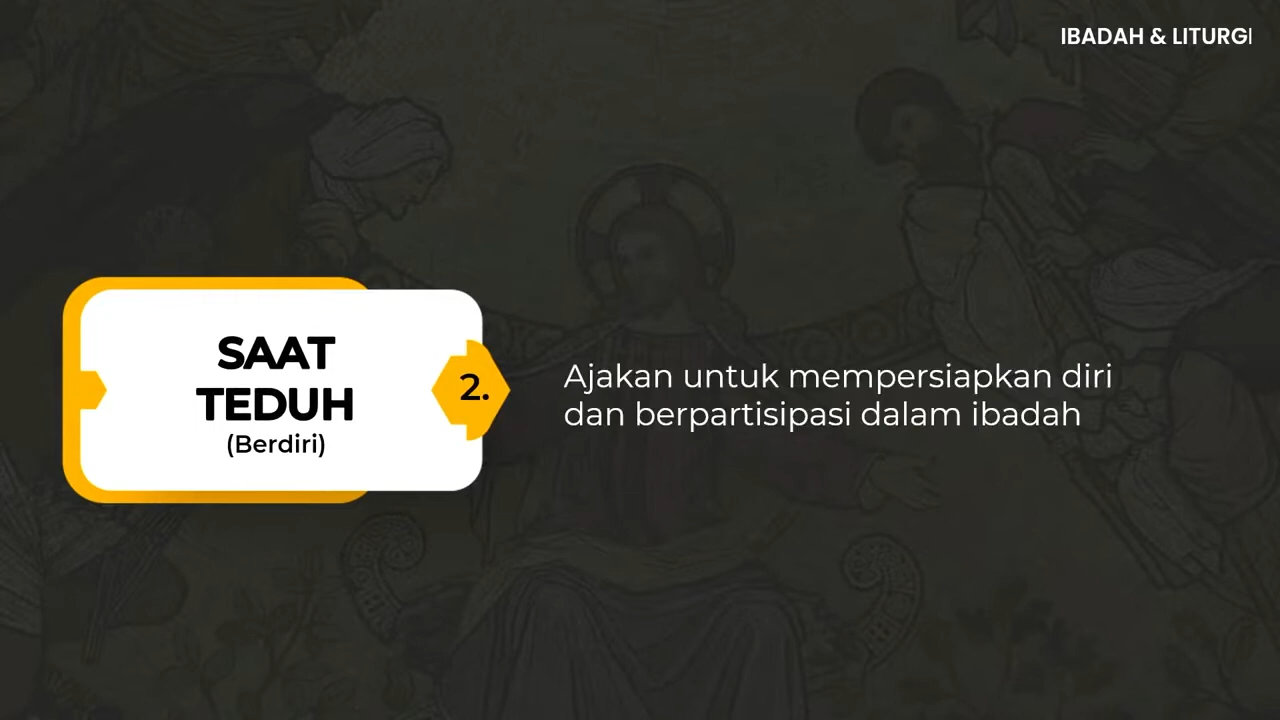 IBADAH & LITURGI
SAAT
TEDUH
(Berdiri)
2.
Ajakan untuk mempersiapkan diri
dan berpartisipasi dalam ibadah